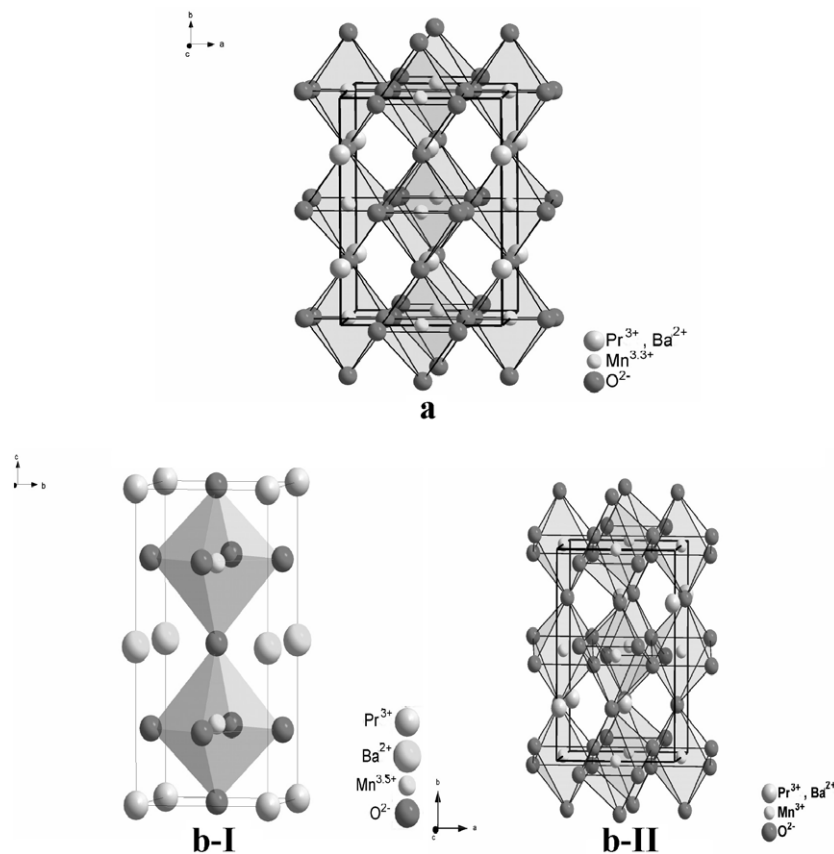 b
a
c
Pr3+ , Ba2+
Mn3.3+
O2-
a
c
b
Pr3+
Ba2+
Mn3.5+
O2-
b-I
b
a
c
Pr3+ , Ba2+
Mn3+
O2-
b-II